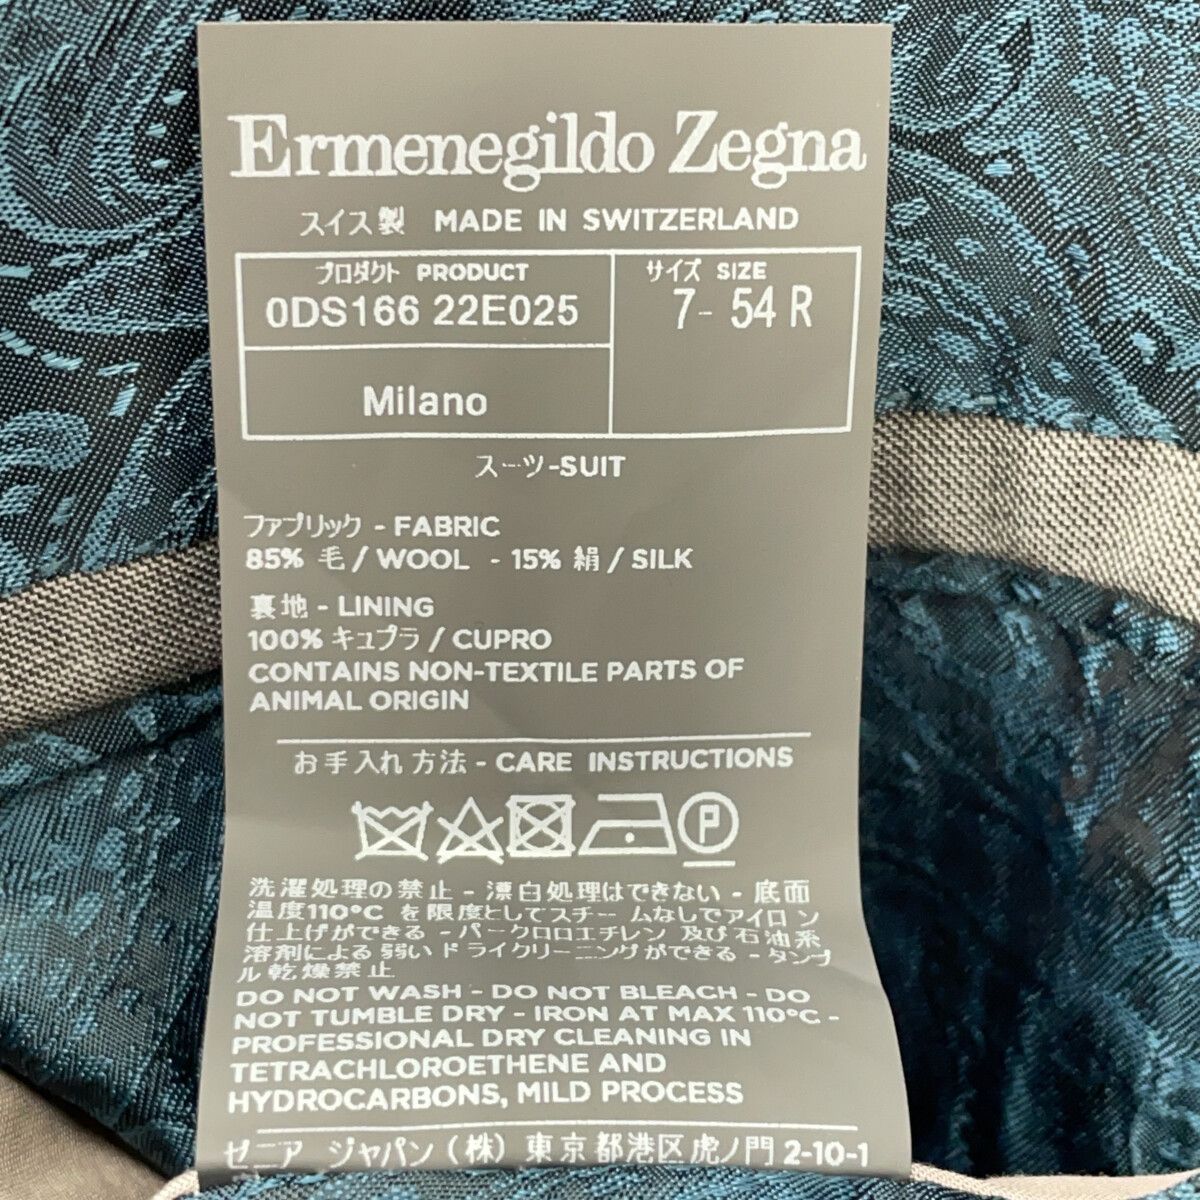 Ermenegildo Zegna
スイス製 MADE IN SWITZERLAND
プロダクト PRODUCT
0DS166 22E025
サイズ SIZE
7- 54 R
Milano
スーツ-SUIT
ファブリック - FABRIC
85% 毛 / WOOL - 15% 絹 / SILK
裏地 - LINING
100% キュプラ / CUPRO
CONTAINS NON-TEXTILE PARTS OF
ANIMAL ORIGIN
お手入れ方法 - CARE INSTRUCTIONS
P
洗濯処理の禁止 - 漂白処理はできない - 底面
温度110°C を限度としてスチームなしでアイロン
仕上げができる - パークロロエチレン 及び石油系
溶剤による弱い ドライクリーニングができる - タンブ
ル乾燥禁止
DO NOT WASH - DO NOT BLEACH - DO
NOT TUMBLE DRY - IRON AT MAX 110°C -
PROFESSIONAL DRY CLEANING IN
TETRACHLOROETHENE AND
HYDROCARBONS, MILD PROCESS
ゼニア ジャパン (株) 東京都港区虎ノ門 2-10-1